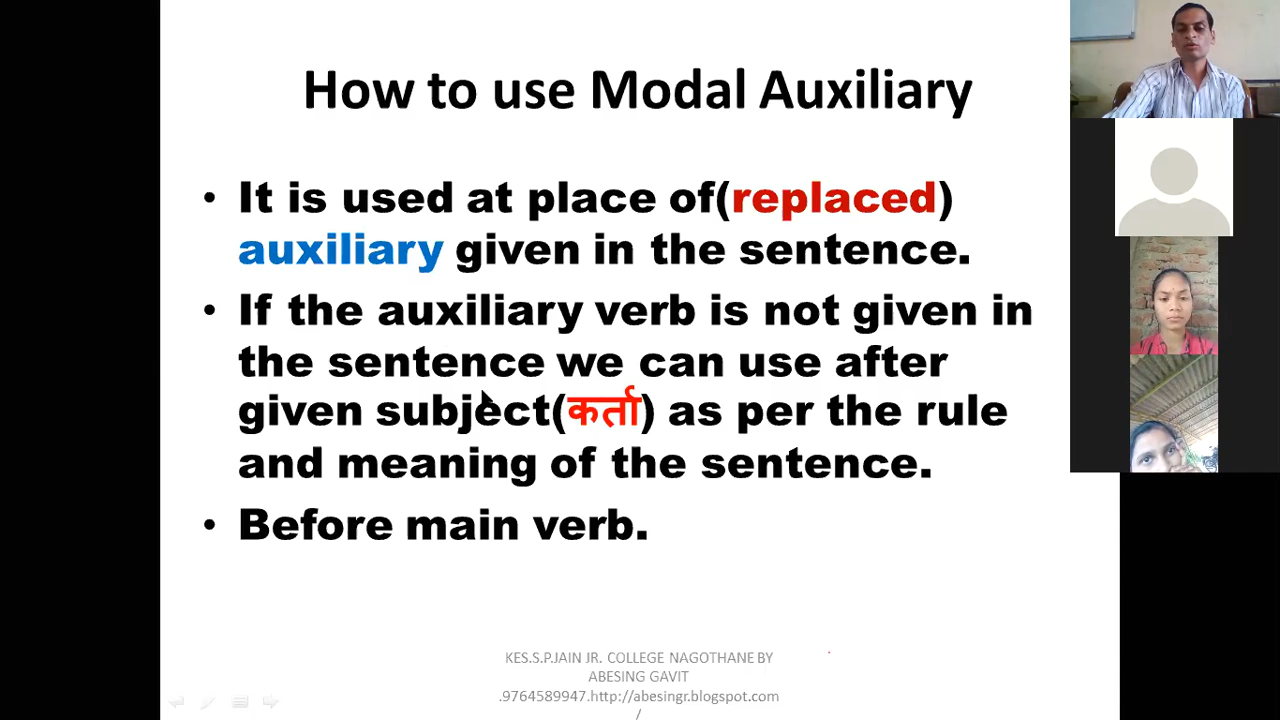 How to use Modal Auxiliary
• It is used at place of(replaced)
auxiliary given in the sentence.
• If the auxiliary verb is not given in
the sentence we can use after
given subject(कर्ता) as per the rule
and meaning of the sentence.
• Before main verb.
KES.S.P.JAIN JR. COLLEGE NAGOTHANE BY
ABESING GAVIT
.9764589947.http://abesingr.blogspot.com
/